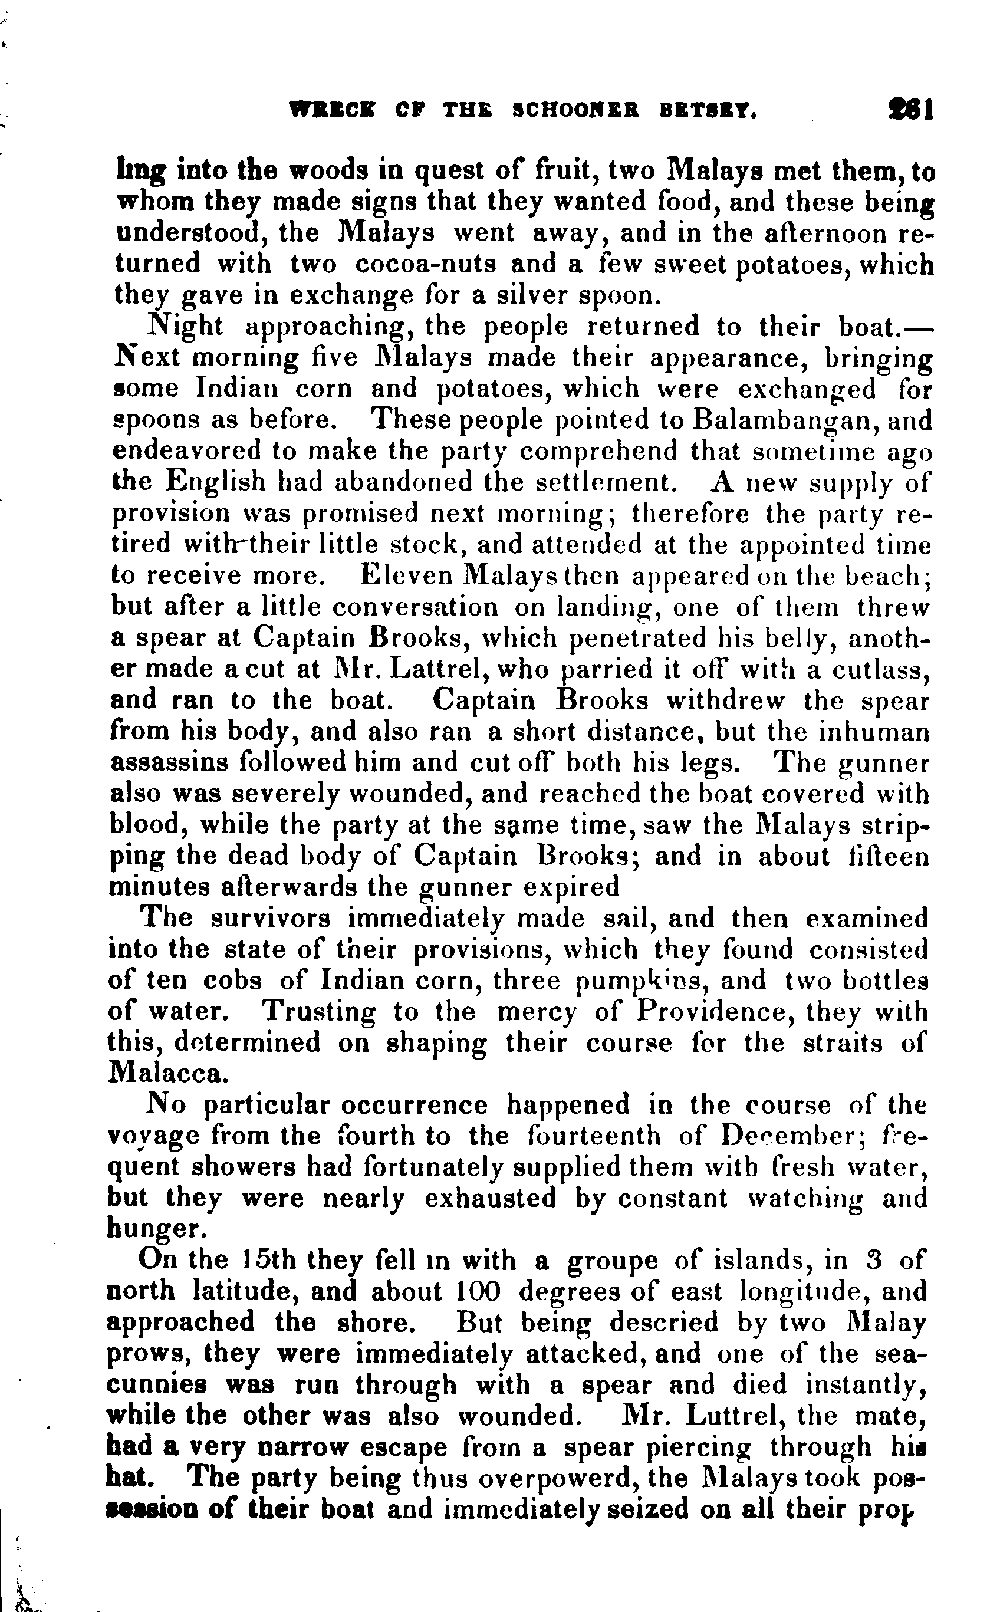 WRECK OF THE SCHOONER BETSEY. 261
ling into the woods in quest of fruit, two Malays met them, to
whom they made signs that they wanted food, and these being
understood, the Malays went away, and in the afternoon re-
turned with two cocoa-nuts and a few sweet potatoes, which
they gave in exchange for a silver spoon.
Night approaching, the people returned to their boat.—
Next morning five Malays made their appearance, bringing
some Indian corn and potatoes, which were exchanged for
spoons as before. These people pointed to Balambangan, and
endeavored to make the party comprehend that sometime ago
the English had abandoned the settlement. A new supply of
provision was promised next morning; therefore the party re-
tired with their little stock, and attended at the appointed time
to receive more. Eleven Malays then appeared on the beach;
but after a little conversation on landing, one of them threw
a spear at Captain Brooks, which penetrated his belly, anoth-
er made a cut at Mr. Lattrel, who parried it off with a cutlass,
and ran to the boat. Captain Brooks withdrew the spear
from his body, and also ran a short distance, but the inhuman
assassins followed him and cut off both his legs. The gunner
also was severely wounded, and reached the boat covered with
blood, while the party at the same time, saw the Malays strip-
ping the dead body of Captain Brooks; and in about fifteen
minutes afterwards the gunner expired
The survivors immediately made sail, and then examined
into the state of their provisions, which they found consisted
of ten cobs of Indian corn, three pumpkins, and two bottles
of water. Trusting to the mercy of Providence, they with
this, determined on shaping their course for the straits of
Malacca.
No particular occurrence happened in the course of the
voyage from the fourth to the fourteenth of December; fre-
quent showers had fortunately supplied them with fresh water,
but they were nearly exhausted by constant watching and
hunger.
On the 15th they fell in with a groupe of islands, in 3 of
north latitude, and about 100 degrees of east longitude, and
approached the shore. But being descried by two Malay
prows, they were immediately attacked, and one of the sea-
cunnies was run through with a spear and died instantly,
while the other was also wounded. Mr. Luttrel, the mate,
had a very narrow escape from a spear piercing through his
hat. The party being thus overpowerd, the Malays took pos-
session of their boat and immediately seized on all their prop